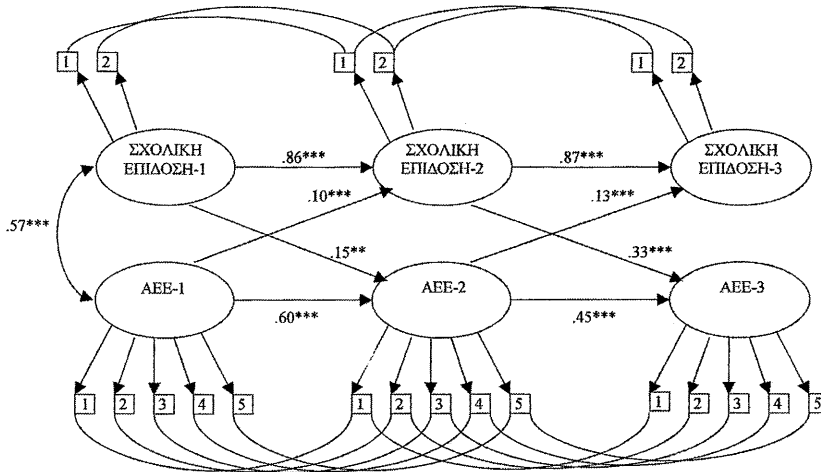 1 2 1 2 1 2
ΣΧΟΛΙΚΗ ΣΧΟΛΙΚΗ ΣΧΟΛΙΚΗ
ΕΠΙΔΟΣΗ-1 .86*** ΕΠΙΔΟΣΗ-2 .87*** ΕΠΙΔΟΣΗ-3
.10*** .13***
.57***
.15** .33***
ΑΕΕ-1 ΑΕΕ-2 ΑΕΕ-3
.60*** .45***
1 2 3 4 5 1 2 3 4 5 1 2 3 4 5